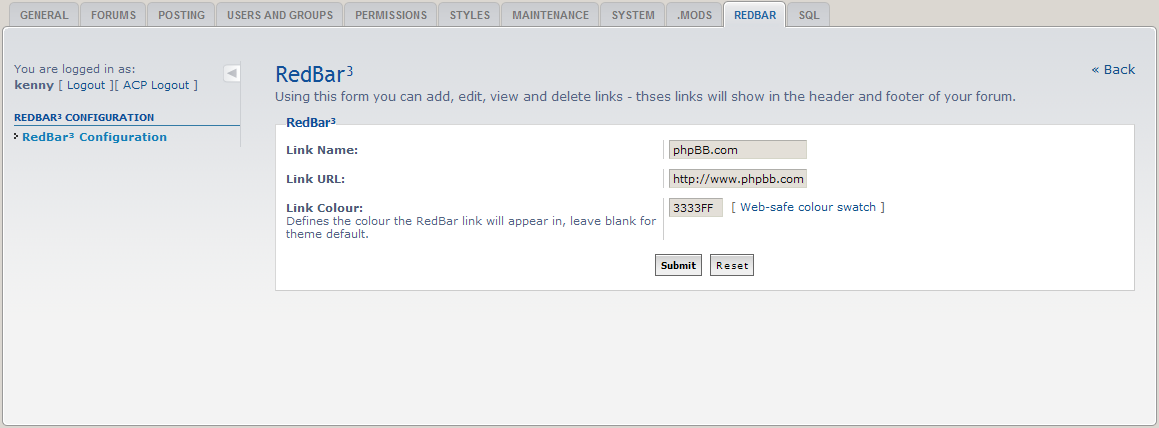 GENERAL FORUMS POSTING USERS AND GROUPS PERMISSIONS STYLES MAINTENANCE SYSTEM .MODS REDBAR SQL
You are logged in as:
kenny [ Logout ][ ACP Logout ]
REDBAR³ CONFIGURATION
RedBar³ Configuration
RedBar³
« Back
Using this form you can add, edit, view and delete links - thses links will show in the header and footer of your forum.
RedBar³
Link Name: phpBB.com
Link URL: http://www.phpbb.com
Link Colour: 3333FF [ Web-safe colour swatch ]
Defines the colour the RedBar link will appear in, leave blank for
theme default.
Submit Reset